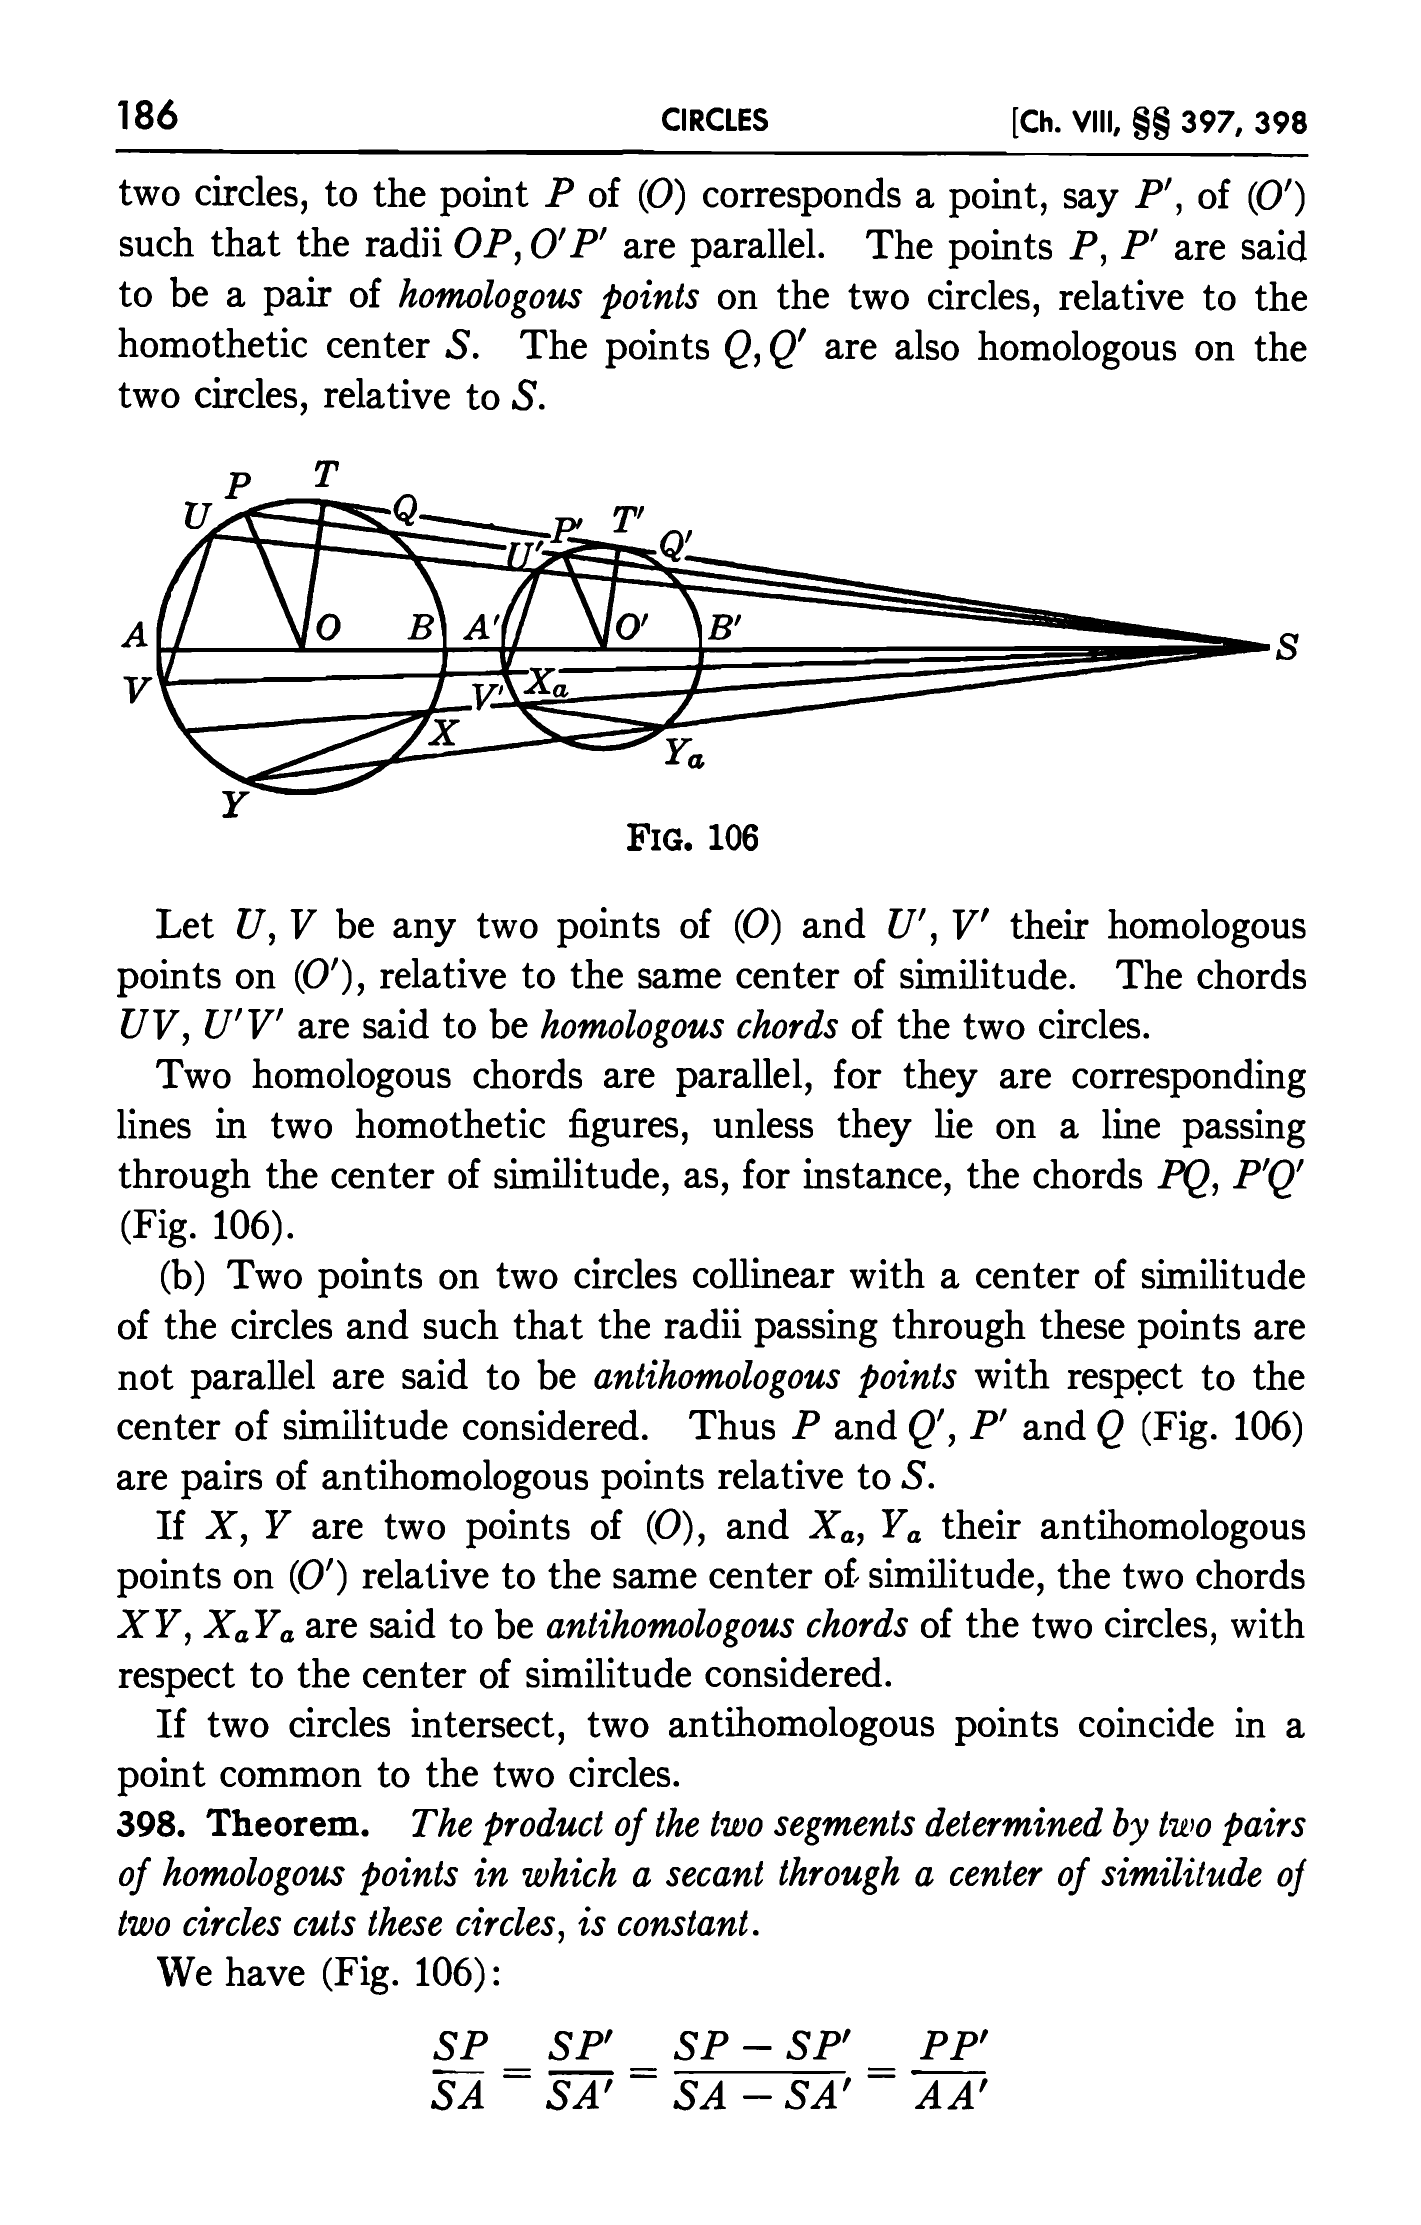 186 CIRCLES [Ch. VIII, §§ 397, 398
two circles, to the point P of (O) corresponds a point, say P′, of (O′)
such that the radii OP, O′P′ are parallel. The points P, P′ are said
to be a pair of homologous points on the two circles, relative to the
homothetic center S. The points Q, Q′ are also homologous on the
two circles, relative to S.
P T
U Q P′ T′ Q′
U′
A O B A′ O′ B′ S
V V′ Xₐ
X Yₐ
Y
FIG. 106
Let U, V be any two points of (O) and U′, V′ their homologous
points on (O′), relative to the same center of similitude. The chords
UV, U′V′ are said to be homologous chords of the two circles.
Two homologous chords are parallel, for they are corresponding
lines in two homothetic figures, unless they lie on a line passing
through the center of similitude, as, for instance, the chords PQ, P′Q′
(Fig. 106).
(b) Two points on two circles collinear with a center of similitude
of the circles and such that the radii passing through these points are
not parallel are said to be antihomologous points with respect to the
center of similitude considered. Thus P and Q′, P′ and Q (Fig. 106)
are pairs of antihomologous points relative to S.
If X, Y are two points of (O), and Xₐ, Yₐ their antihomologous
points on (O′) relative to the same center of similitude, the two chords
XY, XₐYₐ are said to be antihomologous chords of the two circles, with
respect to the center of similitude considered.
If two circles intersect, two antihomologous points coincide in a
point common to the two circles.
398. Theorem. The product of the two segments determined by two pairs
of homologous points in which a secant through a center of similitude of
two circles cuts these circles, is constant.
We have (Fig. 106):
SP/SA = SP′/SA′ = (SP − SP′)/(SA − SA′) = PP′/AA′